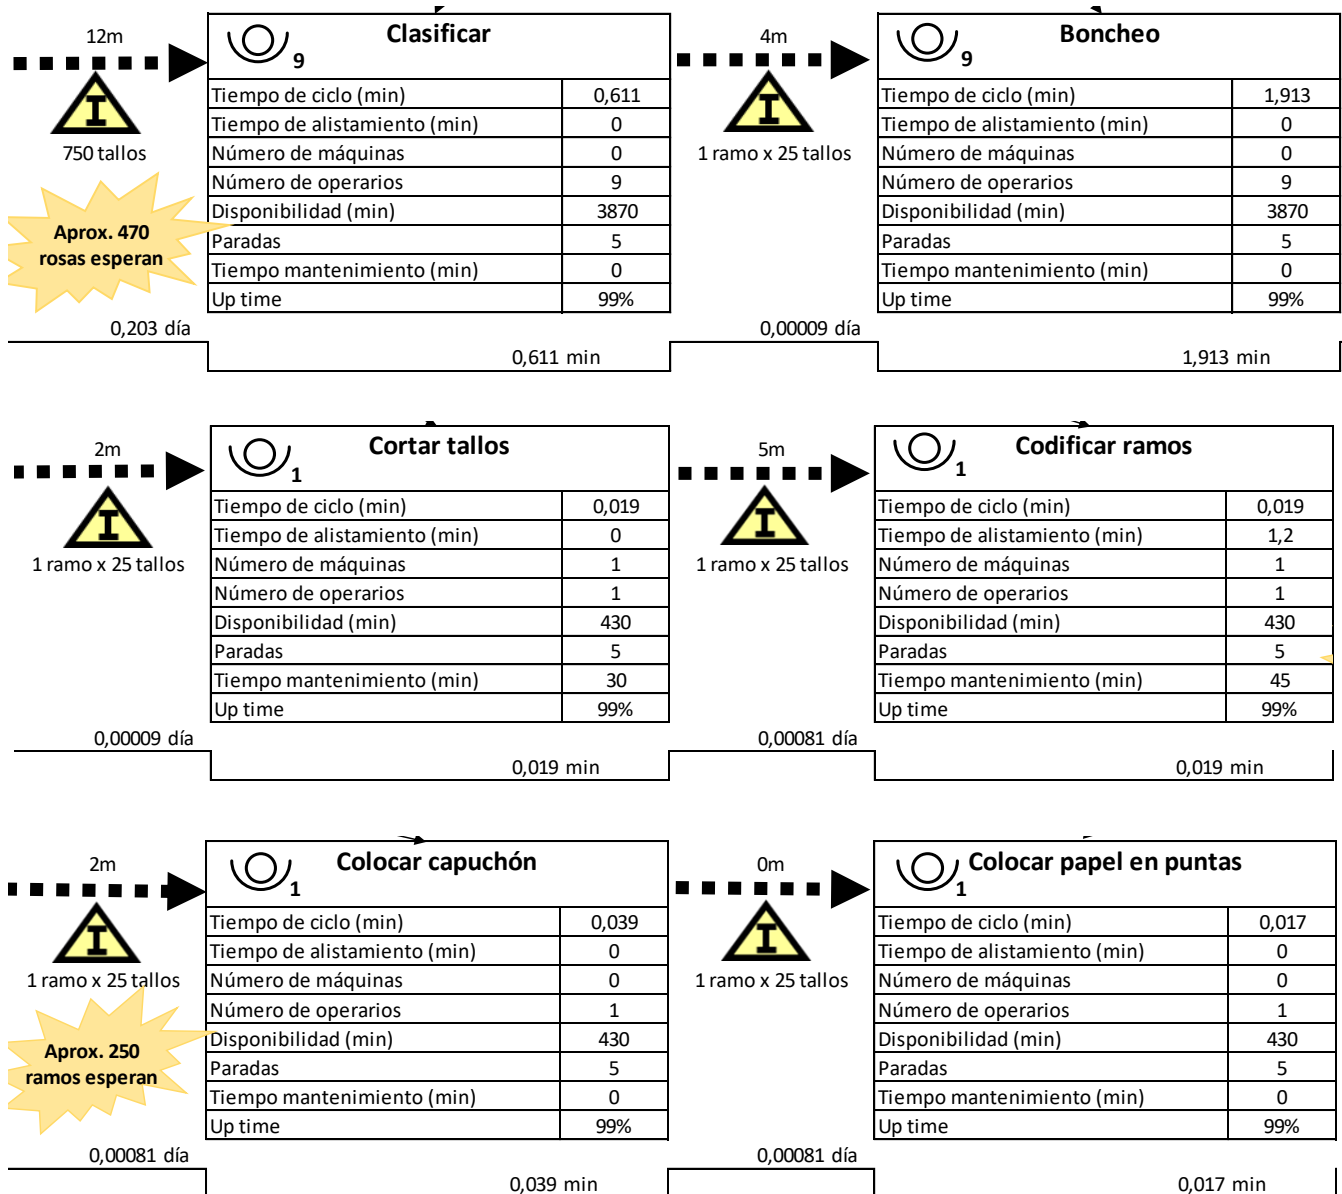 12m
Clasificar
9
4m
Boncheo
9
I
750 tallos
Aprox. 470
rosas esperan
Tiempo de ciclo (min) 0,611
Tiempo de alistamiento (min) 0
Número de máquinas 0
Número de operarios 9
Disponibilidad (min) 3870
Paradas 5
Tiempo mantenimiento (min) 0
Up time 99%
I
1 ramo x 25 tallos
Tiempo de ciclo (min) 1,913
Tiempo de alistamiento (min) 0
Número de máquinas 0
Número de operarios 9
Disponibilidad (min) 3870
Paradas 5
Tiempo mantenimiento (min) 0
Up time 99%
0,203 día
0,611 min
0,00009 día
1,913 min
2m
Cortar tallos
1
5m
Codificar ramos
1
I
1 ramo x 25 tallos
Tiempo de ciclo (min) 0,019
Tiempo de alistamiento (min) 0
Número de máquinas 1
Número de operarios 1
Disponibilidad (min) 430
Paradas 5
Tiempo mantenimiento (min) 30
Up time 99%
I
1 ramo x 25 tallos
Tiempo de ciclo (min) 0,019
Tiempo de alistamiento (min) 1,2
Número de máquinas 1
Número de operarios 1
Disponibilidad (min) 430
Paradas 5
Tiempo mantenimiento (min) 45
Up time 99%
0,00009 día
0,019 min
0,00081 día
0,019 min
2m
Colocar capuchón
1
0m
Colocar papel en puntas
1
I
1 ramo x 25 tallos
Aprox. 250
ramos esperan
Tiempo de ciclo (min) 0,039
Tiempo de alistamiento (min) 0
Número de máquinas 0
Número de operarios 1
Disponibilidad (min) 430
Paradas 5
Tiempo mantenimiento (min) 0
Up time 99%
I
1 ramo x 25 tallos
Tiempo de ciclo (min) 0,017
Tiempo de alistamiento (min) 0
Número de máquinas 0
Número de operarios 1
Disponibilidad (min) 430
Paradas 5
Tiempo mantenimiento (min) 0
Up time 99%
0,00081 día
0,039 min
0,00081 día
0,017 min